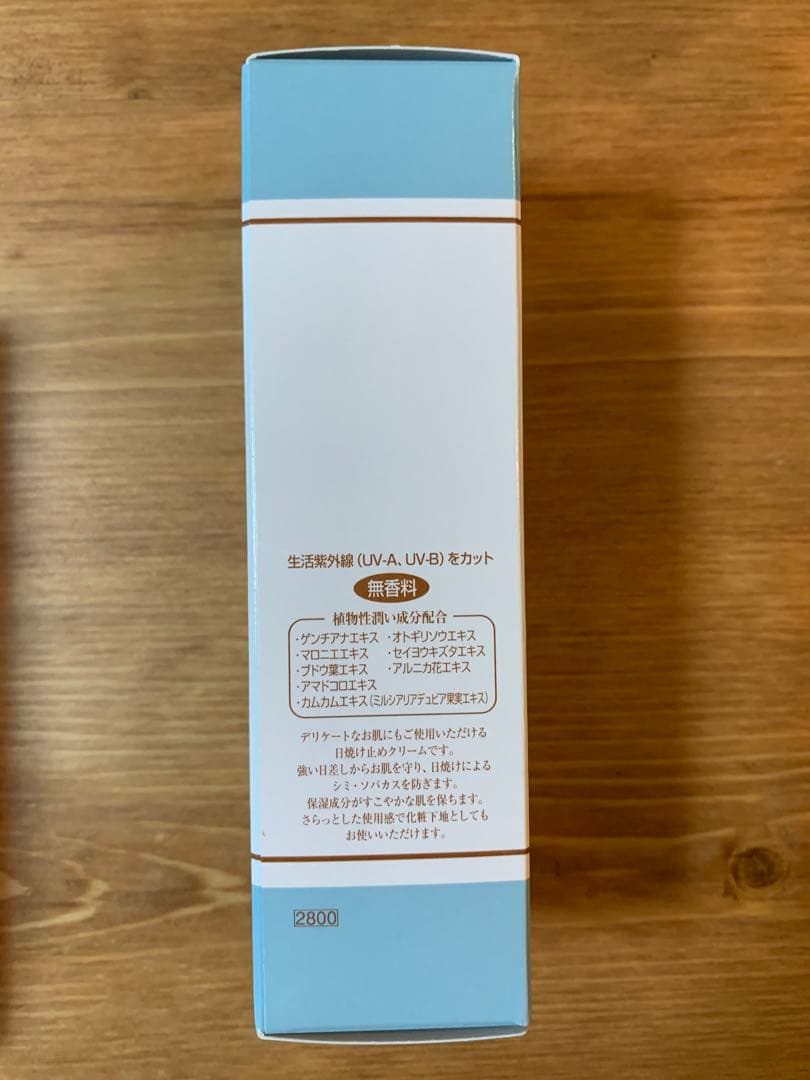 生活紫外線（UV-A、UV-B）をカット
無香料
植物性潤い成分配合
・ゲンチアナエキス ・オトギリソウエキス
・マロニエエキス ・セイヨウキズタエキス
・ブドウ葉エキス ・アルニカ花エキス
・アマドコロエキス
・カムカムエキス（ミルシアリアデュビア果実エキス）
デリケートなお肌にもご使用いただける
日焼け止めクリームです。
強い日差しからお肌を守り、日焼けによる
シミ・ソバカスを防ぎます。
保湿成分がすこやかな肌を保ちます。
さらっとした使用感で化粧下地としても
お使いいただけます。
2800